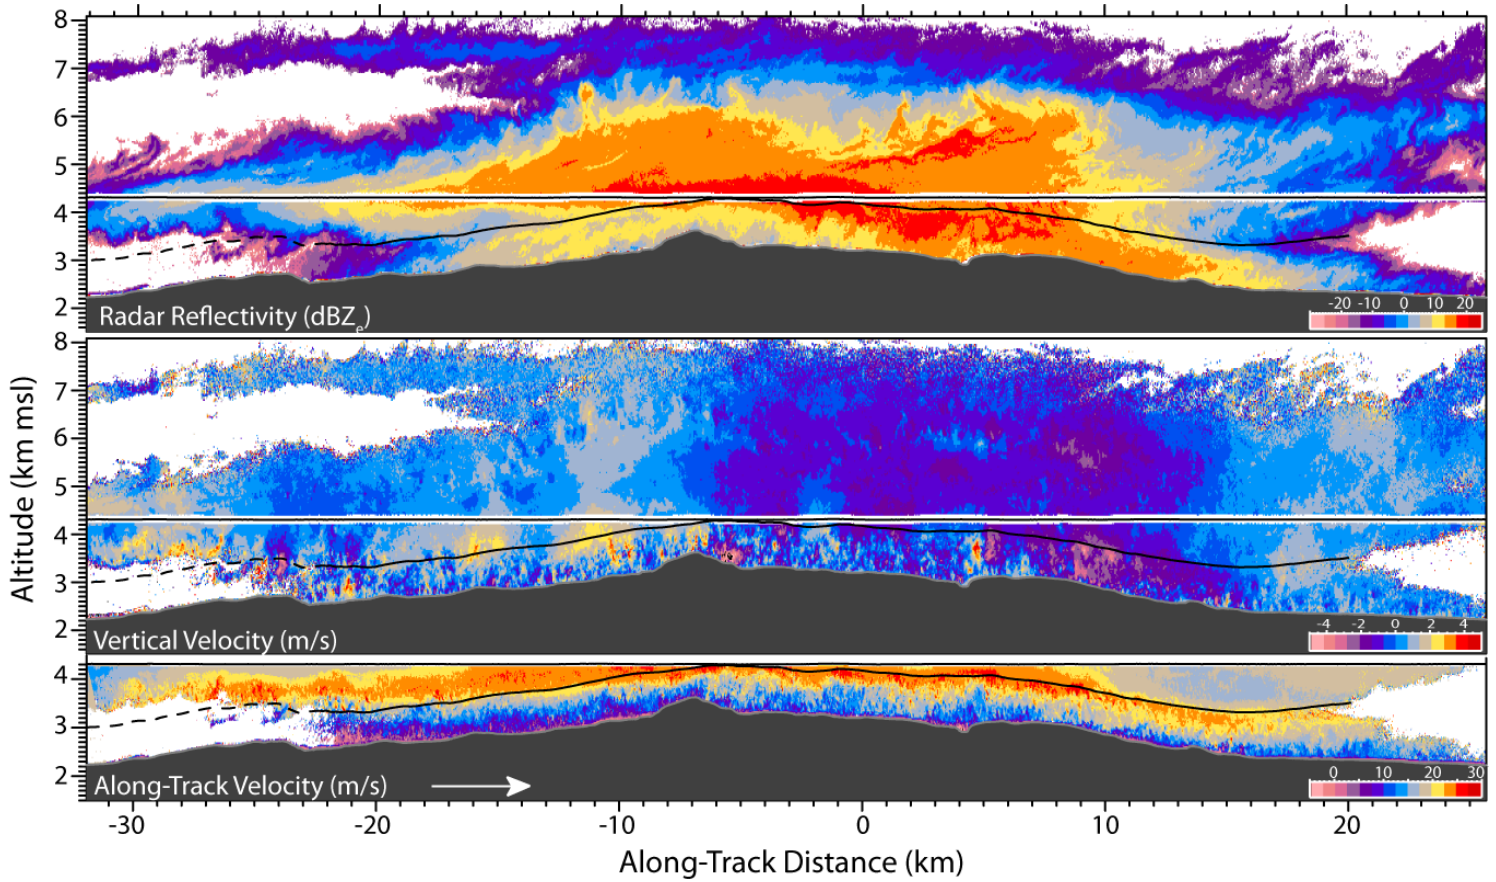 8
7
6
5
4
3
2
Radar Reflectivity (dBZe)
-20 -10 0 10 20
8
7
6
5
4
3
2
Altitude (km msl)
Vertical Velocity (m/s)
-4 -2 0 2 4
4
3
2
Along-Track Velocity (m/s)
0 10 20 30
-30 -20 -10 0 10 20
Along-Track Distance (km)